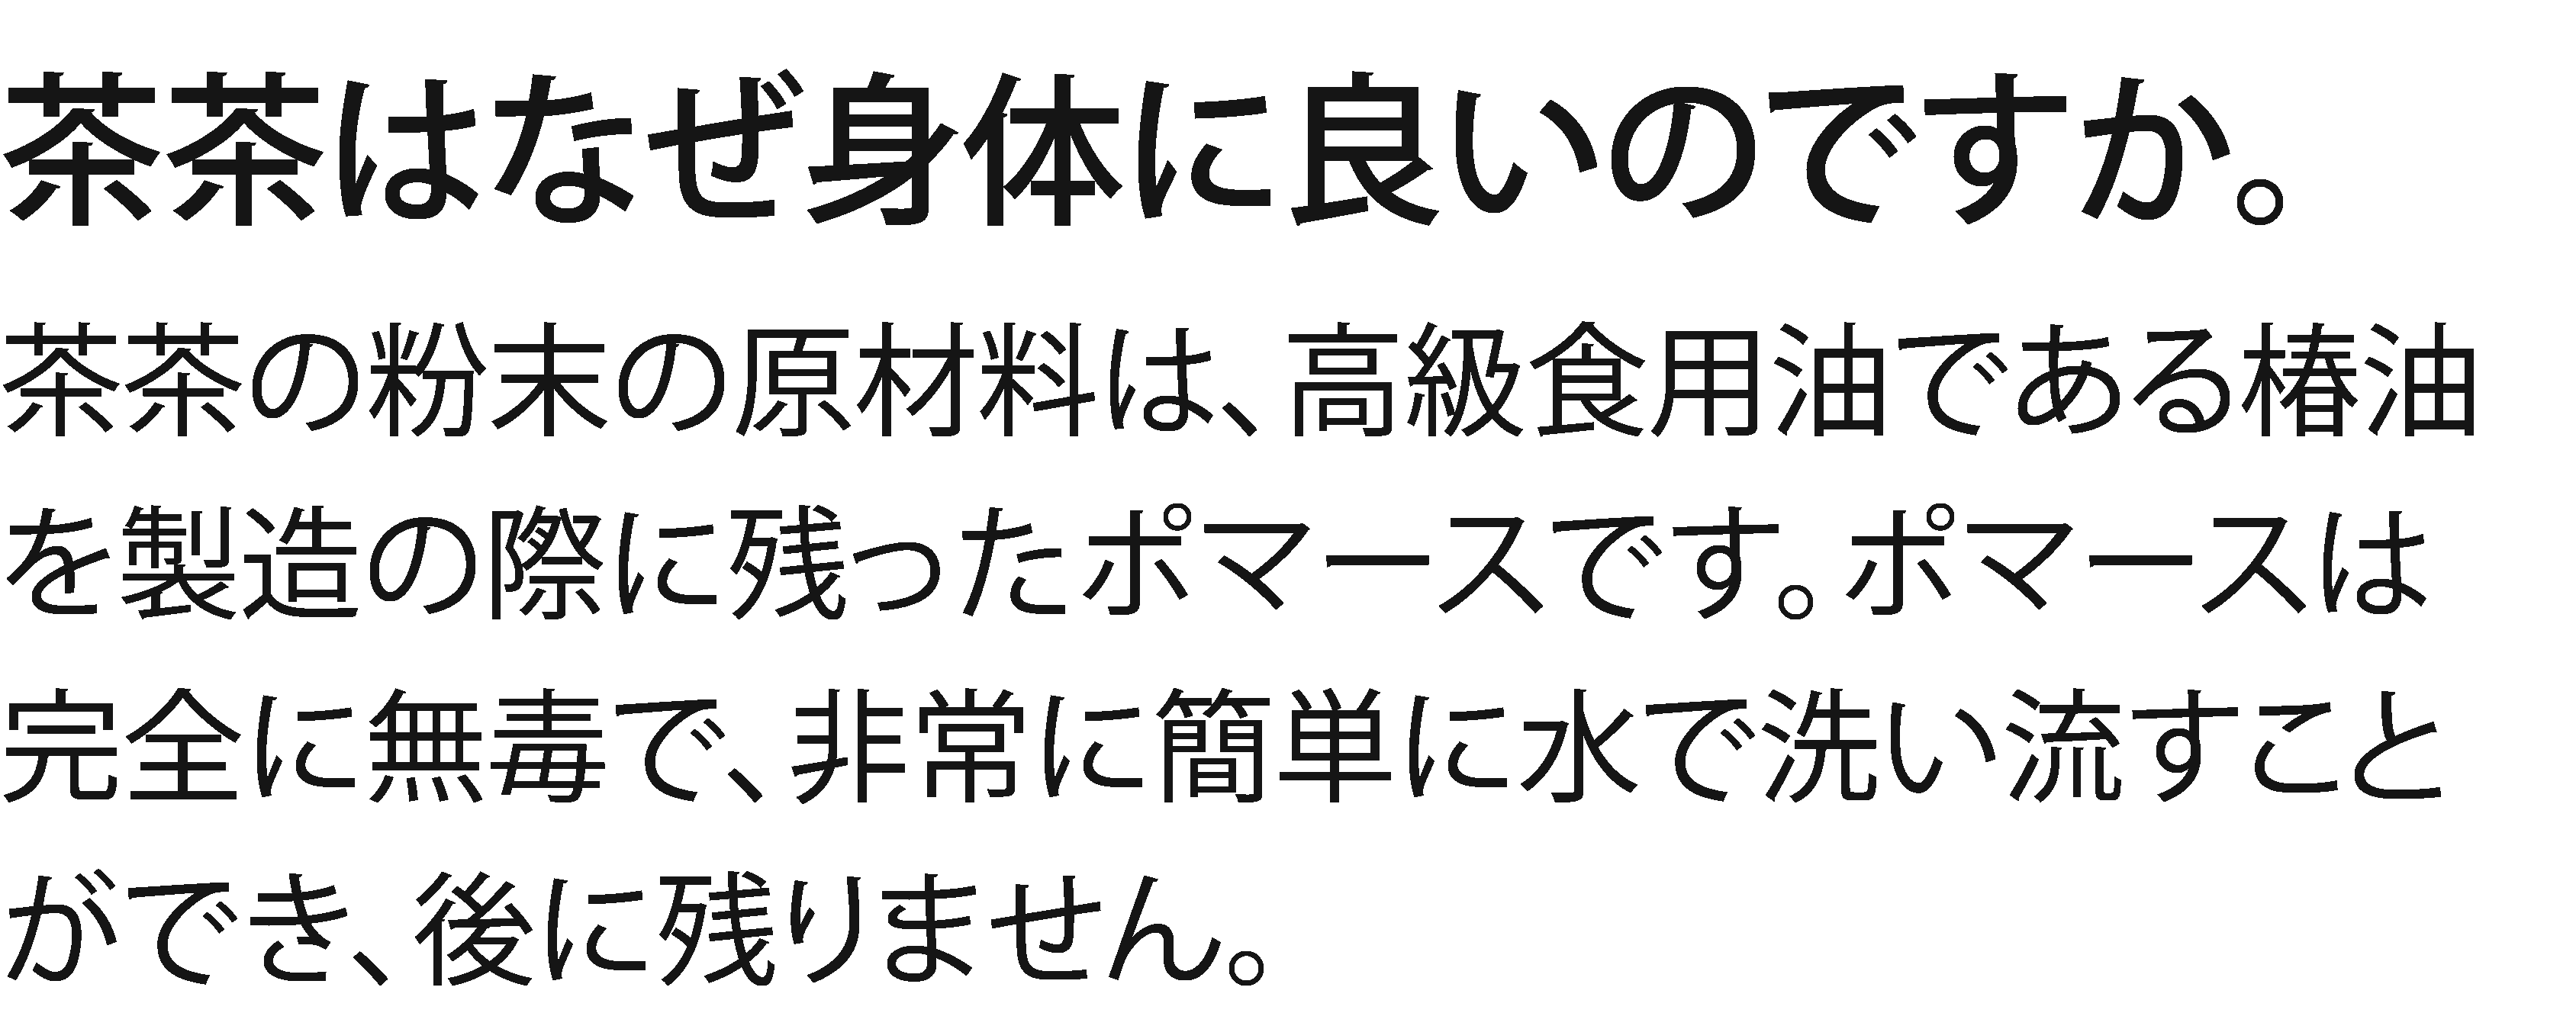 茶茶はなぜ身体に良いのですか。
茶茶の粉末の原材料は、高級食用油である椿油
を製造の際に残ったポマースです。ポマースは
完全に無毒で、非常に簡単に水で洗い流すこと
ができ、後に残りません。